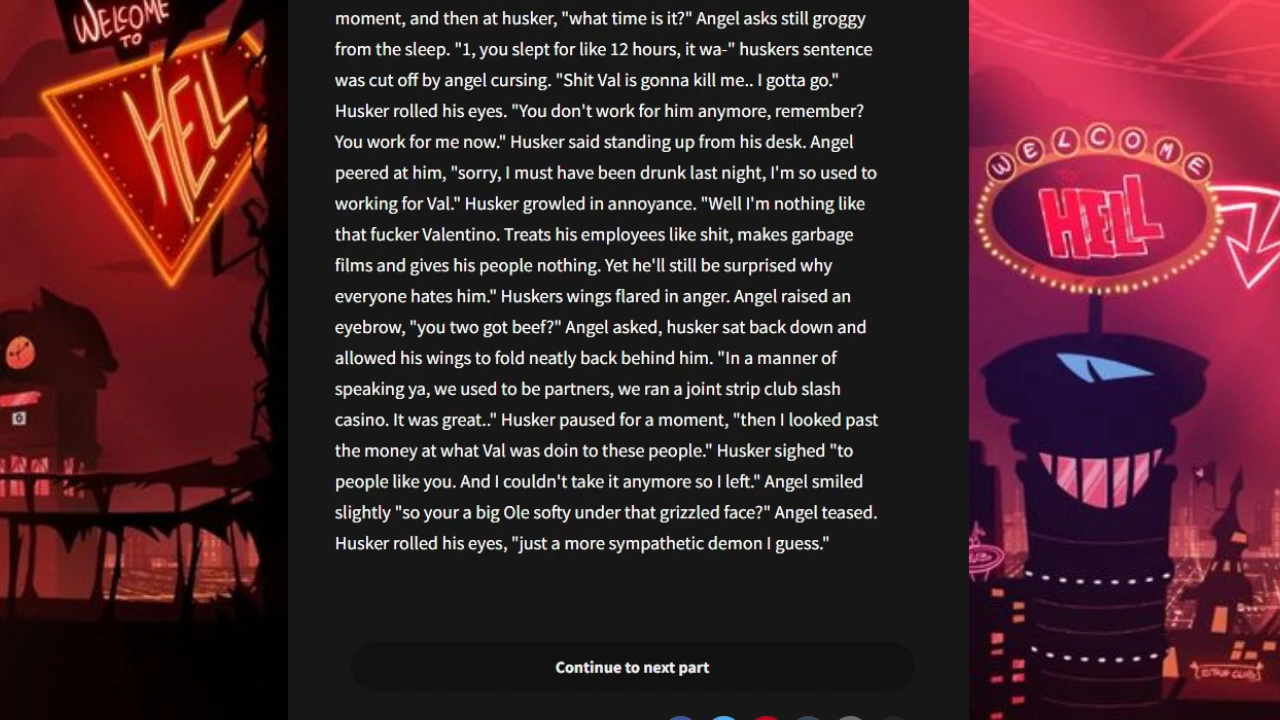 WELCOME
TO
HELL
moment, and then at husker, "what time is it?" Angel asks still groggy
from the sleep. "1, you slept for like 12 hours, it wa-" huskers sentence
was cut off by angel cursing. "Shit Val is gonna kill me.. I gotta go."
Husker rolled his eyes. "You don't work for him anymore, remember?
You work for me now." Husker said standing up from his desk. Angel
peered at him, "sorry, I must have been drunk last night, I'm so used to
working for Val." Husker growled in annoyance. "Well I'm nothing like
that fucker Valentino. Treats his employees like shit, makes garbage
films and gives his people nothing. Yet he'll still be surprised why
everyone hates him." Huskers wings flared in anger. Angel raised an
eyebrow, "you two got beef?" Angel asked, husker sat back down and
allowed his wings to fold neatly back behind him. "In a manner of
speaking ya, we used to be partners, we ran a joint strip club slash
casino. It was great.." Husker paused for a moment, "then I looked past
the money at what Val was doin to these people." Husker sighed "to
people like you. And I couldn't take it anymore so I left." Angel smiled
slightly "so your a big Ole softy under that grizzled face?" Angel teased.
Husker rolled his eyes, "just a more sympathetic demon I guess."
Continue to next part
WELCOME
HELL